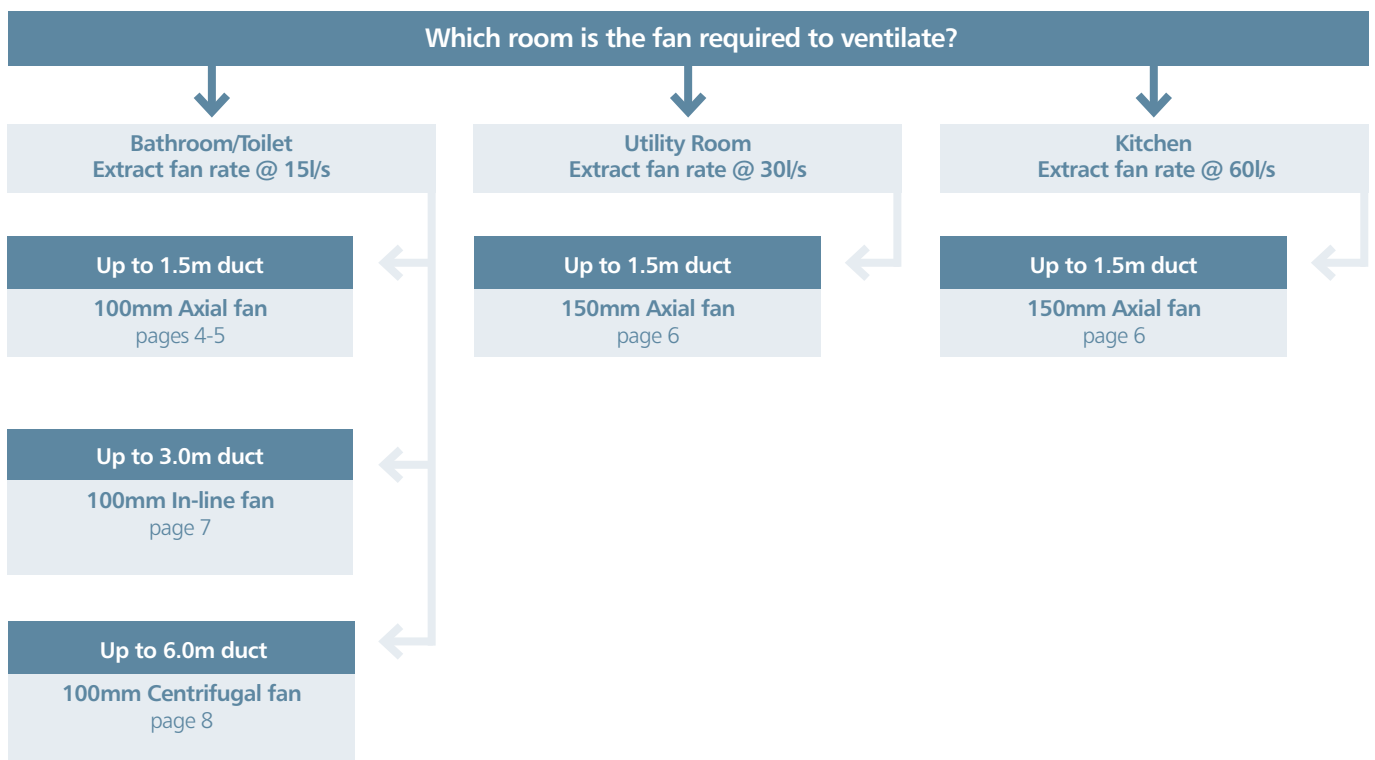 Which room is the fan required to ventilate?
Bathroom/Toilet
Extract fan rate @ 15l/s
Up to 1.5m duct
100mm Axial fan
pages 4-5
Up to 3.0m duct
100mm In-line fan
page 7
Up to 6.0m duct
100mm Centrifugal fan
page 8
Utility Room
Extract fan rate @ 30l/s
Up to 1.5m duct
150mm Axial fan
page 6
Kitchen
Extract fan rate @ 60l/s
Up to 1.5m duct
150mm Axial fan
page 6